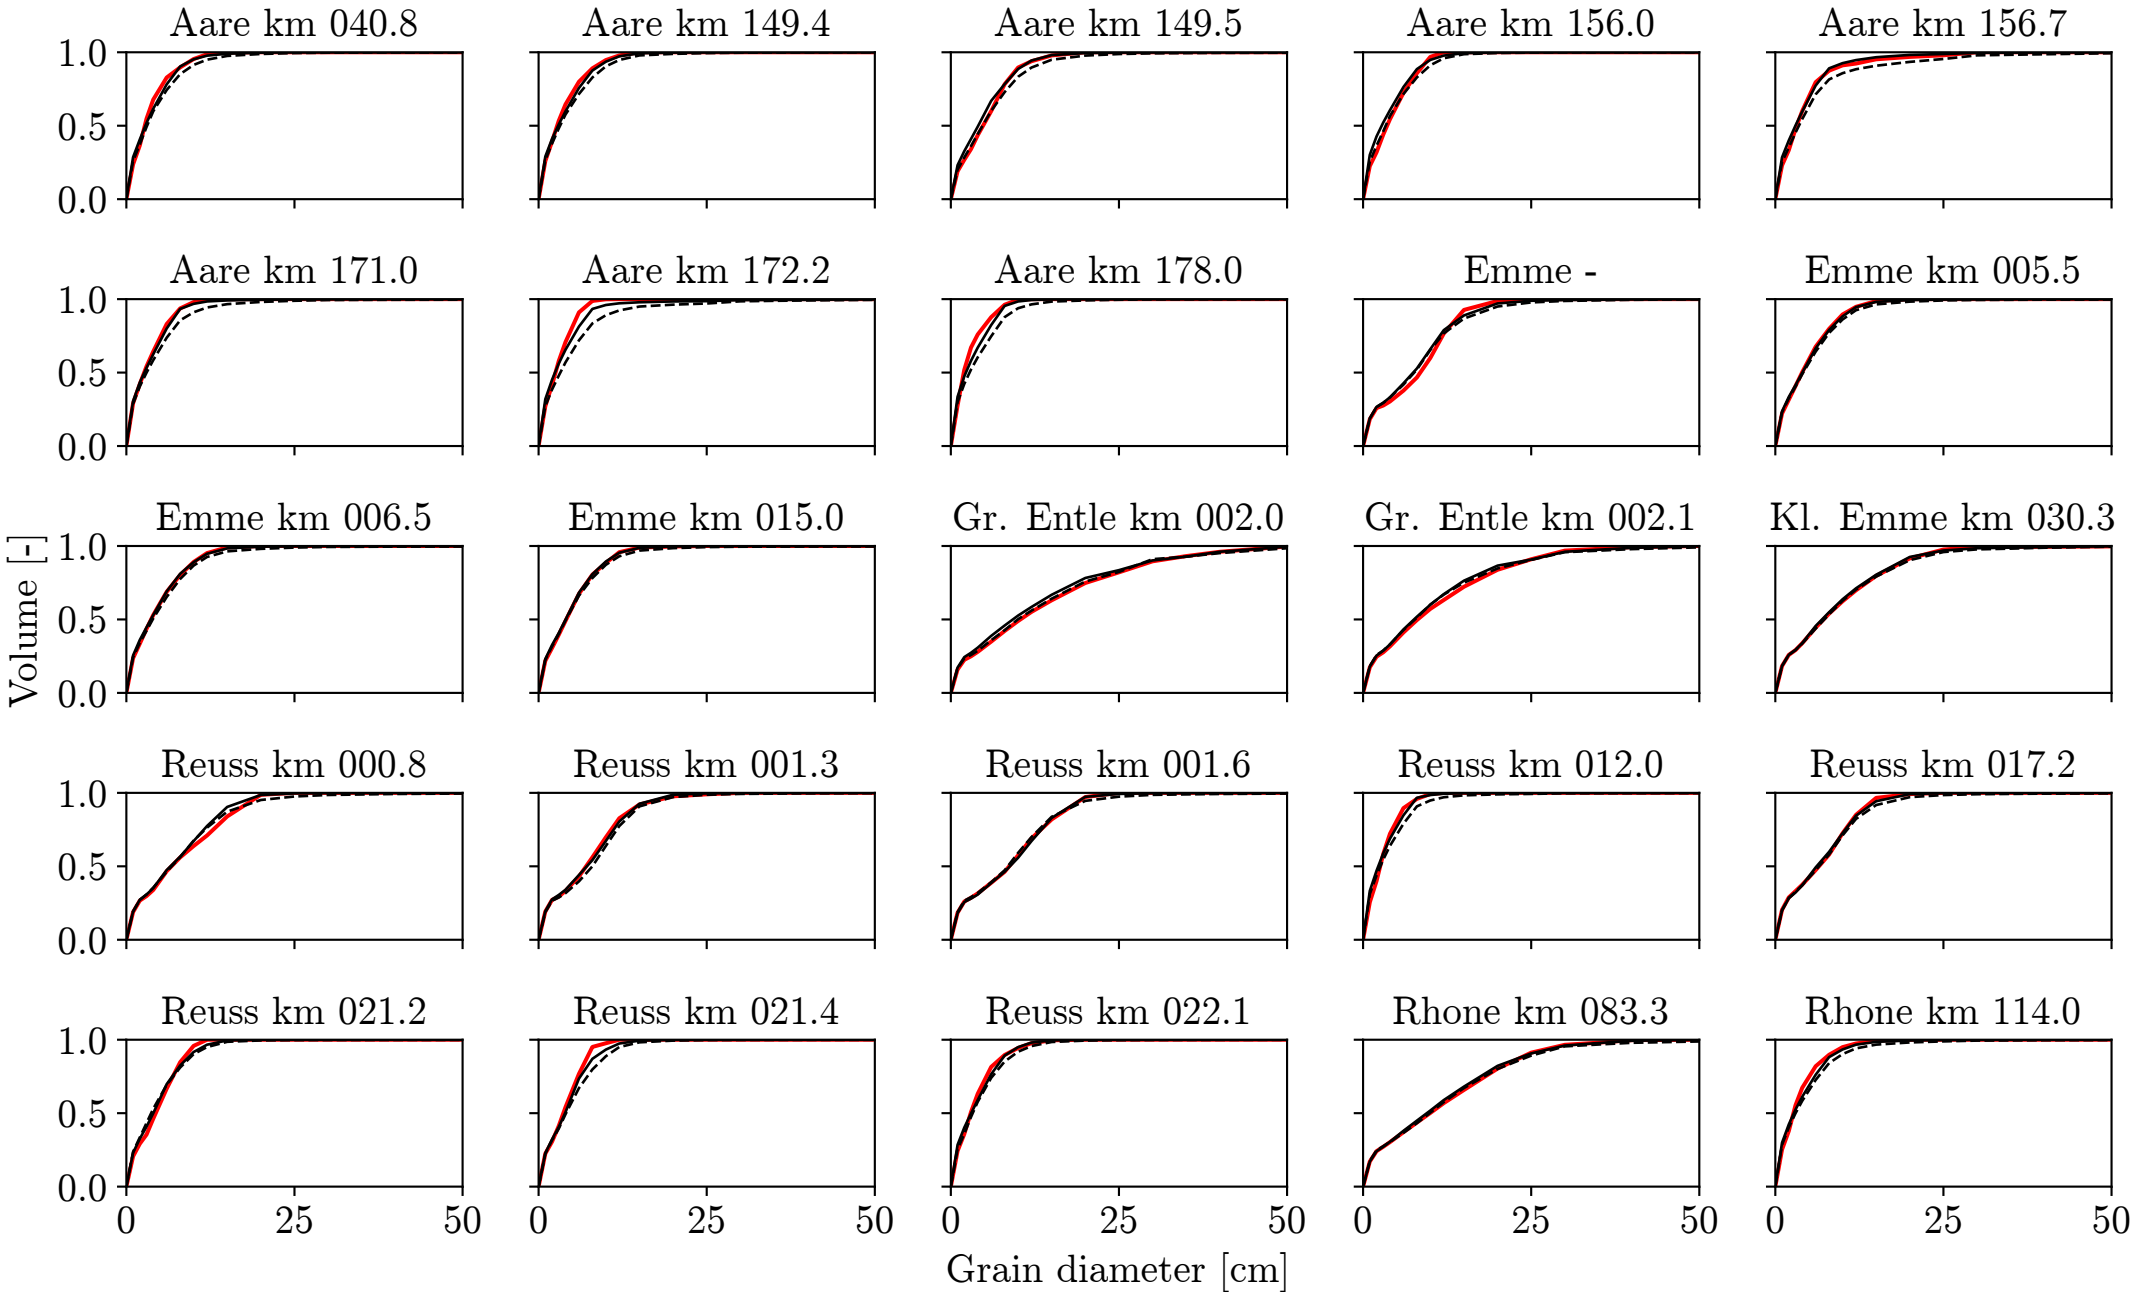 Aare km 040.8 Aare km 149.4 Aare km 149.5 Aare km 156.0 Aare km 156.7
1.0
0.5
0.0
Aare km 171.0 Aare km 172.2 Aare km 178.0 Emme - Emme km 005.5
1.0
0.5
0.0
Emme km 006.5 Emme km 015.0 Gr. Entle km 002.0 Gr. Entle km 002.1 Kl. Emme km 030.3
Volume [-]
1.0
0.5
0.0
Reuss km 000.8 Reuss km 001.3 Reuss km 001.6 Reuss km 012.0 Reuss km 017.2
1.0
0.5
0.0
Reuss km 021.2 Reuss km 021.4 Reuss km 022.1 Rhone km 083.3 Rhone km 114.0
1.0
0.5
0.0
0 25 50 0 25 50 0 25 50 0 25 50 0 25 50
Grain diameter [cm]